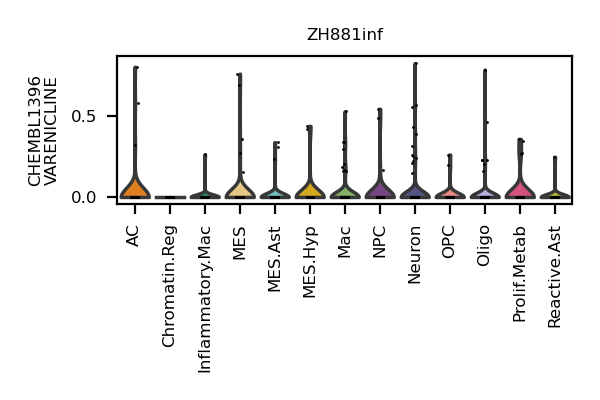 ZH881inf
CHEMBL1396
VARENICLINE
0.5
0.0
AC
Chromatin.Reg
Inflammatory.Mac
MES
MES.Ast
MES.Hyp
Mac
NPC
Neuron
OPC
Oligo
Prolif.Metab
Reactive.Ast